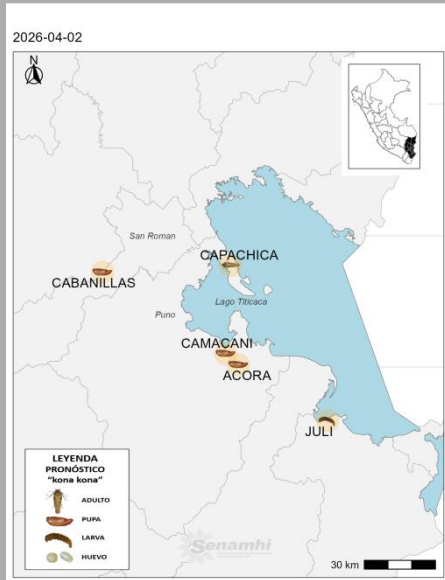 2026-04-02
N
San Roman
CAPACHICA
CABANILLAS
Lago Titicaca
Puno
CAMACANI
ACORA
JULI
LEYENDA
PRONÓSTICO
"kona kona"
ADULTO
PUPA
LARVA
HUEVO
Senamhi
30 km